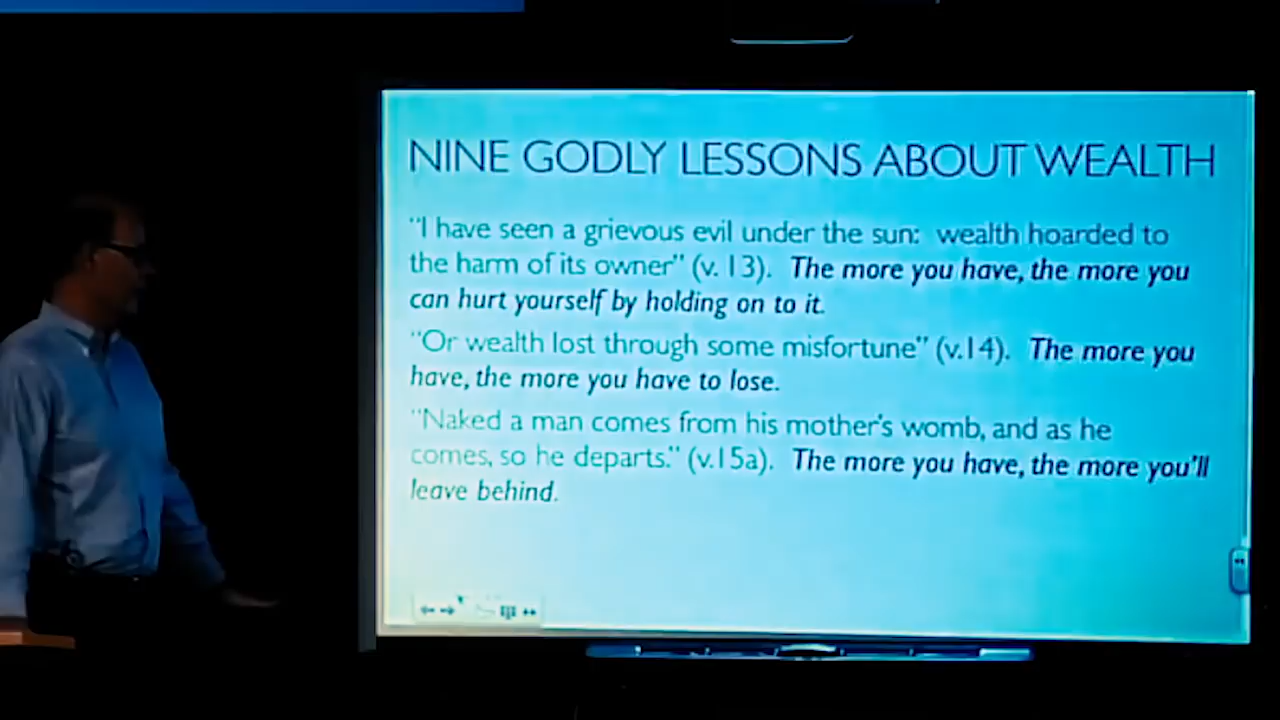 NINE GODLY LESSONS ABOUT WEALTH
"I have seen a grievous evil under the sun: wealth hoarded to
the harm of its owner" (v. 13). The more you have, the more you
can hurt yourself by holding on to it.
"Or wealth lost through some misfortune" (v.14). The more you
have, the more you have to lose.
"Naked a man comes from his mother's womb, and as he
comes, so he departs." (v.15a). The more you have, the more you'll
leave behind.